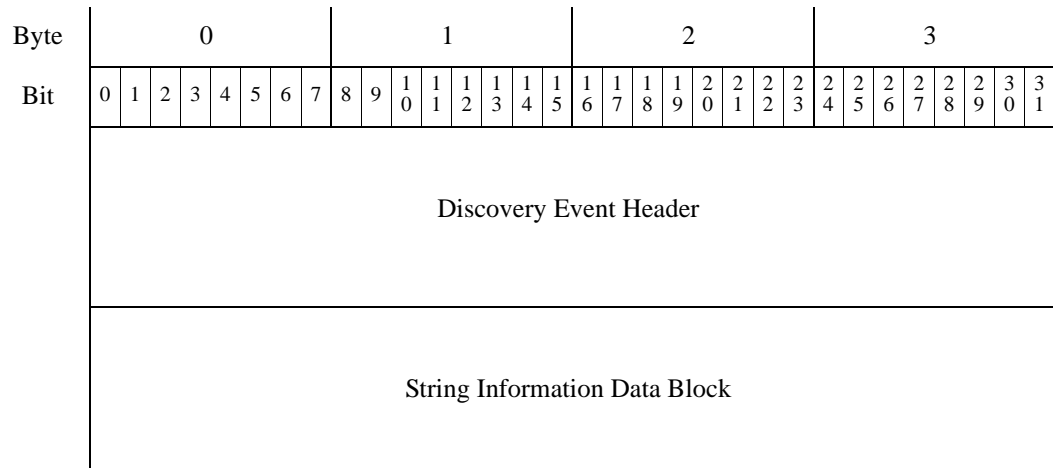 Byte 0 1 2 3
Bit 0 1 2 3 4 5 6 7 8 9 10 11 12 13 14 15 16 17 18 19 20 21 22 23 24 25 26 27 28 29 30 31
Discovery Event Header
String Information Data Block